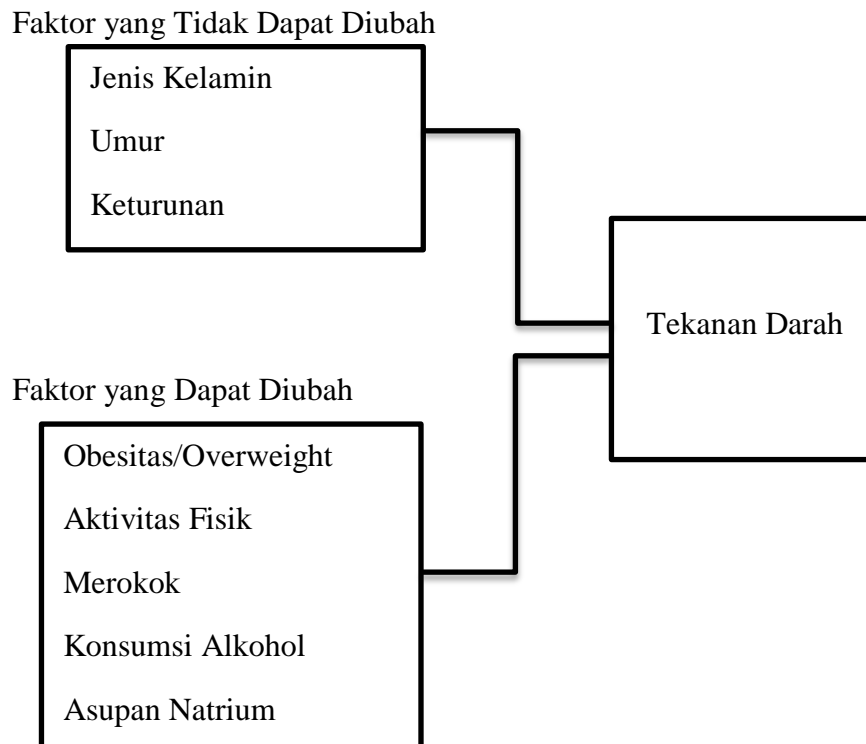 Faktor yang Tidak Dapat Diubah
Jenis Kelamin
Umur
Keturunan
Tekanan Darah
Faktor yang Dapat Diubah
Obesitas/Overweight
Aktivitas Fisik
Merokok
Konsumsi Alkohol
Asupan Natrium